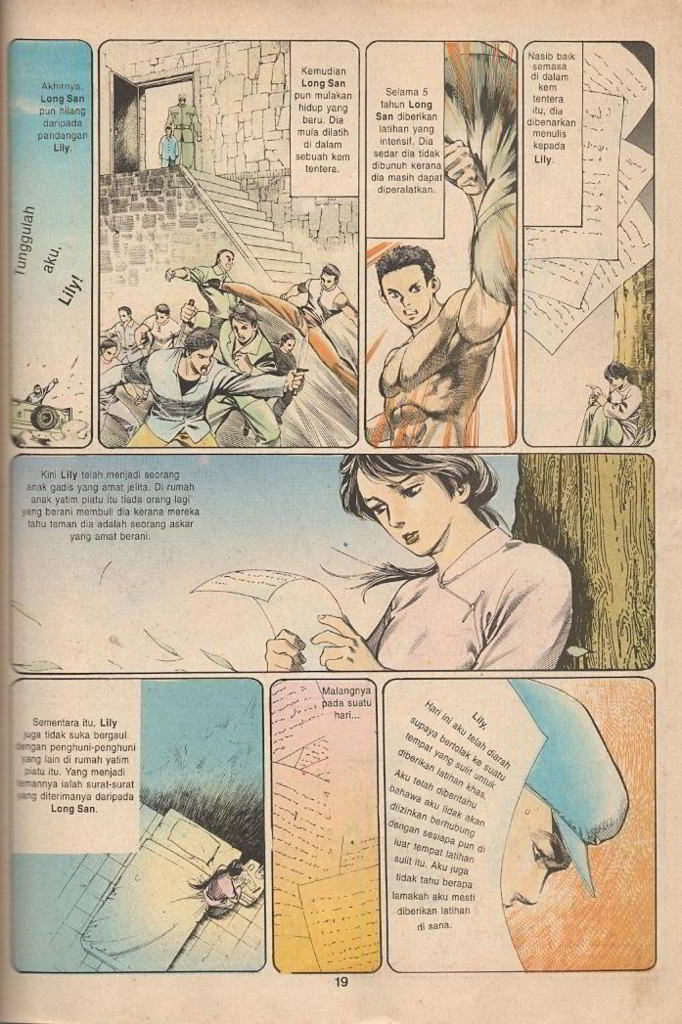 Akhirnya,
Long San
pun hilang
daripada
pandangan
Lily.
Tunggulah
aku,
Lily!
Kemudian
Long San
pun mulakan
hidup yang
baru. Dia
mula dilatih
di dalam
sebuah kem
tentera.
Selama 5
tahun Long
San diberikan
latihan yang
intensif. Dia
sedar dia tidak
dibunuh kerana
dia masih dapat
diperalatkan.
Nasib baik
semasa
di dalam
kem
tentera
itu, dia
dibenarkan
menulis
kepada
Lily.
Kini Lily telah menjadi seorang
anak gadis yang amat jelita. Di rumah
anak yatim piatu itu tiada orang lagi
yang berani membuli dia kerana mereka
tahu teman dia adalah seorang askar
yang amat berani.
Sementara itu, Lily
juga tidak suka bergaul
dengan penghuni-penghuni
yang lain di rumah yatim
piatu itu. Yang menjadi
temannya ialah surat-surat
yang diterimanya daripada
Long San.
Malangnya
pada suatu
hari...
Lily,
Hari ini aku telah diarah
supaya bertolak ke suatu
tempat yang sulit untuk
diberikan latihan khas.
Aku telah diberitahu
bahawa aku tidak akan
diizinkan berhubung
dengan sesiapa pun di
luar tempat latihan
sulit itu. Aku juga
tidak tahu berapa
lamakah aku mesti
diberikan latihan
di sana.
19